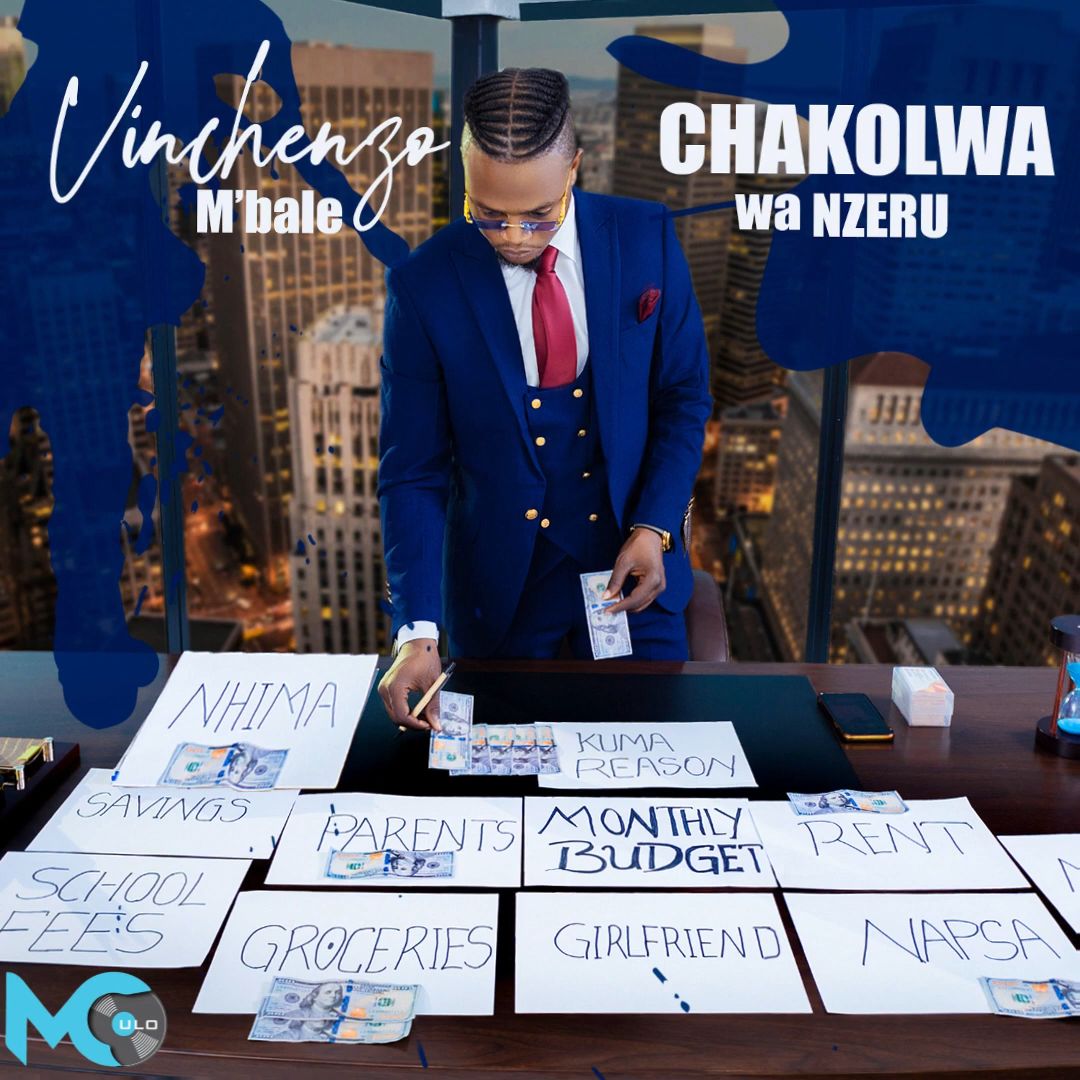 Vinchenzo
M'bale
CHAKOLWA
wa NZERU
NHIMA
KUMA
REASON
SAVINGS
PARENTS
MONTHLY
BUDGET
RENT
SCHOOL
FEES
GROCERIES
GIRLFRIEND
NAPSA
MC
ULO